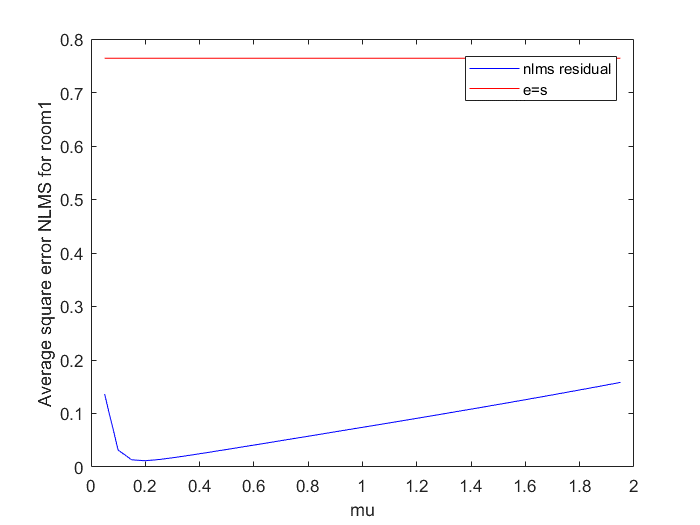 0.8
0.7
0.6
0.5
0.4
0.3
0.2
0.1
0
Average square error NLMS for room1
nlms residual
e=s
0 0.2 0.4 0.6 0.8 1 1.2 1.4 1.6 1.8 2
mu